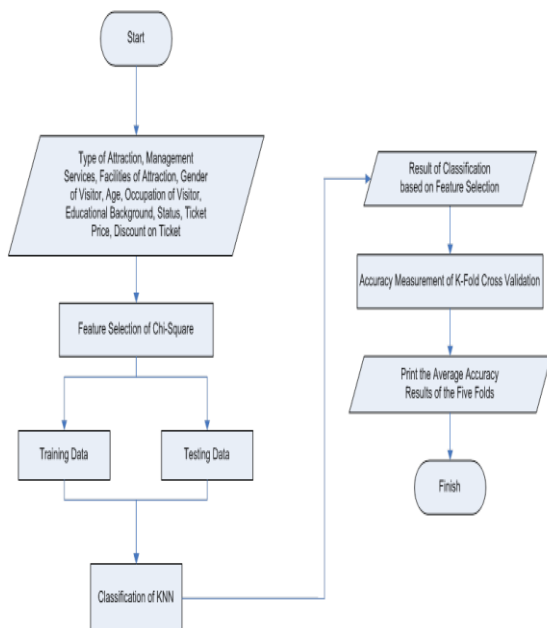 Start
Type of Attraction, Management
Services, Facilities of Attraction, Gender
of Visitor, Age, Occupation of Visitor,
Educational Background, Status, Ticket
Price, Discount on Ticket
Feature Selection of Chi-Square
Training Data
Testing Data
Classification of KNN
Result of Classification
based on Feature Selection
Accuracy Measurement of K-Fold Cross Validation
Print the Average Accuracy
Results of the Five Folds
Finish